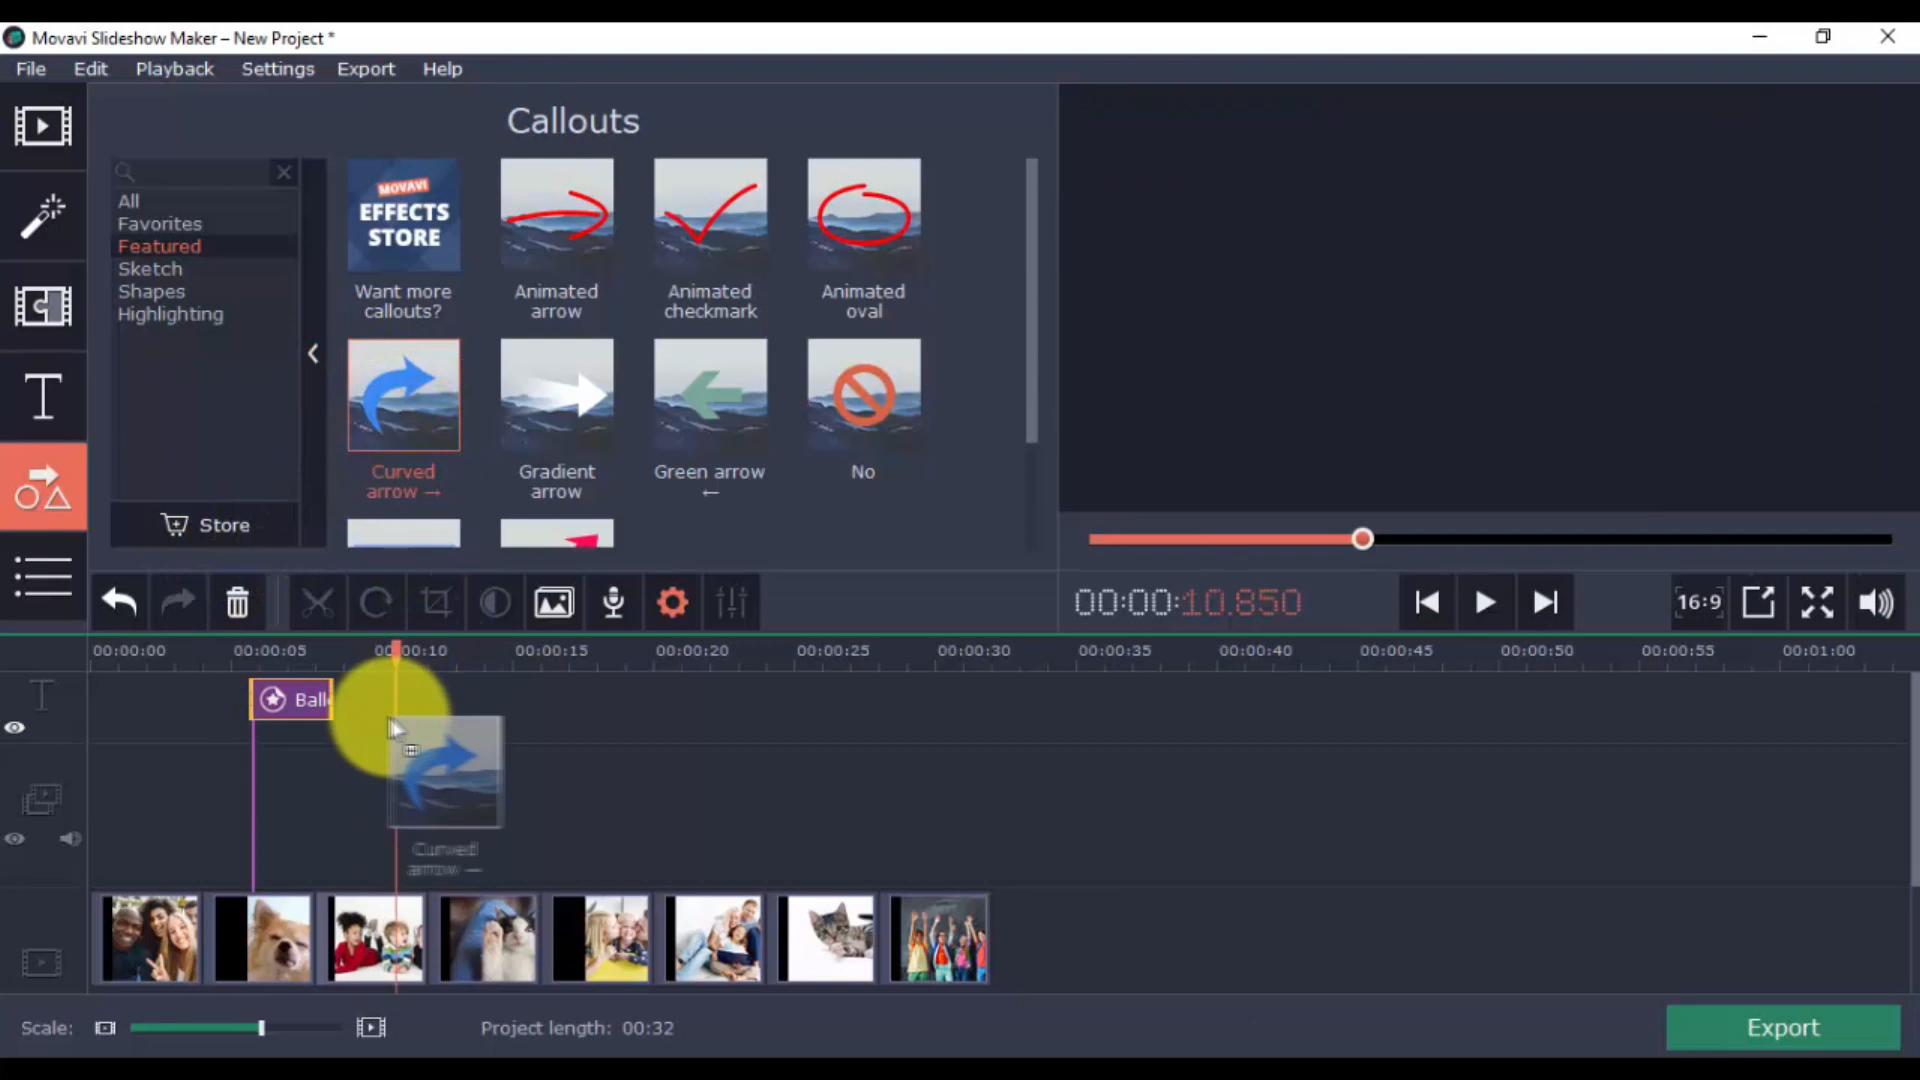 Movavi Slideshow Maker – New Project *
File Edit Playback Settings Export Help
Callouts
All
Favorites
Featured
Sketch
Shapes
Highlighting
Store
MOVAVI
EFFECTS
STORE
Want more
callouts?
Animated
arrow
Animated
checkmark
Animated
oval
Curved
arrow →
Gradient
arrow
Green arrow
←
No
00:00:10.850
16:9
00:00:00 00:00:05 00:00:10 00:00:15 00:00:20 00:00:25 00:00:30 00:00:35 00:00:40 00:00:45 00:00:50 00:00:55 00:01:00
T
Ball
Curved
arrow →
Scale:
Project length: 00:32
Export